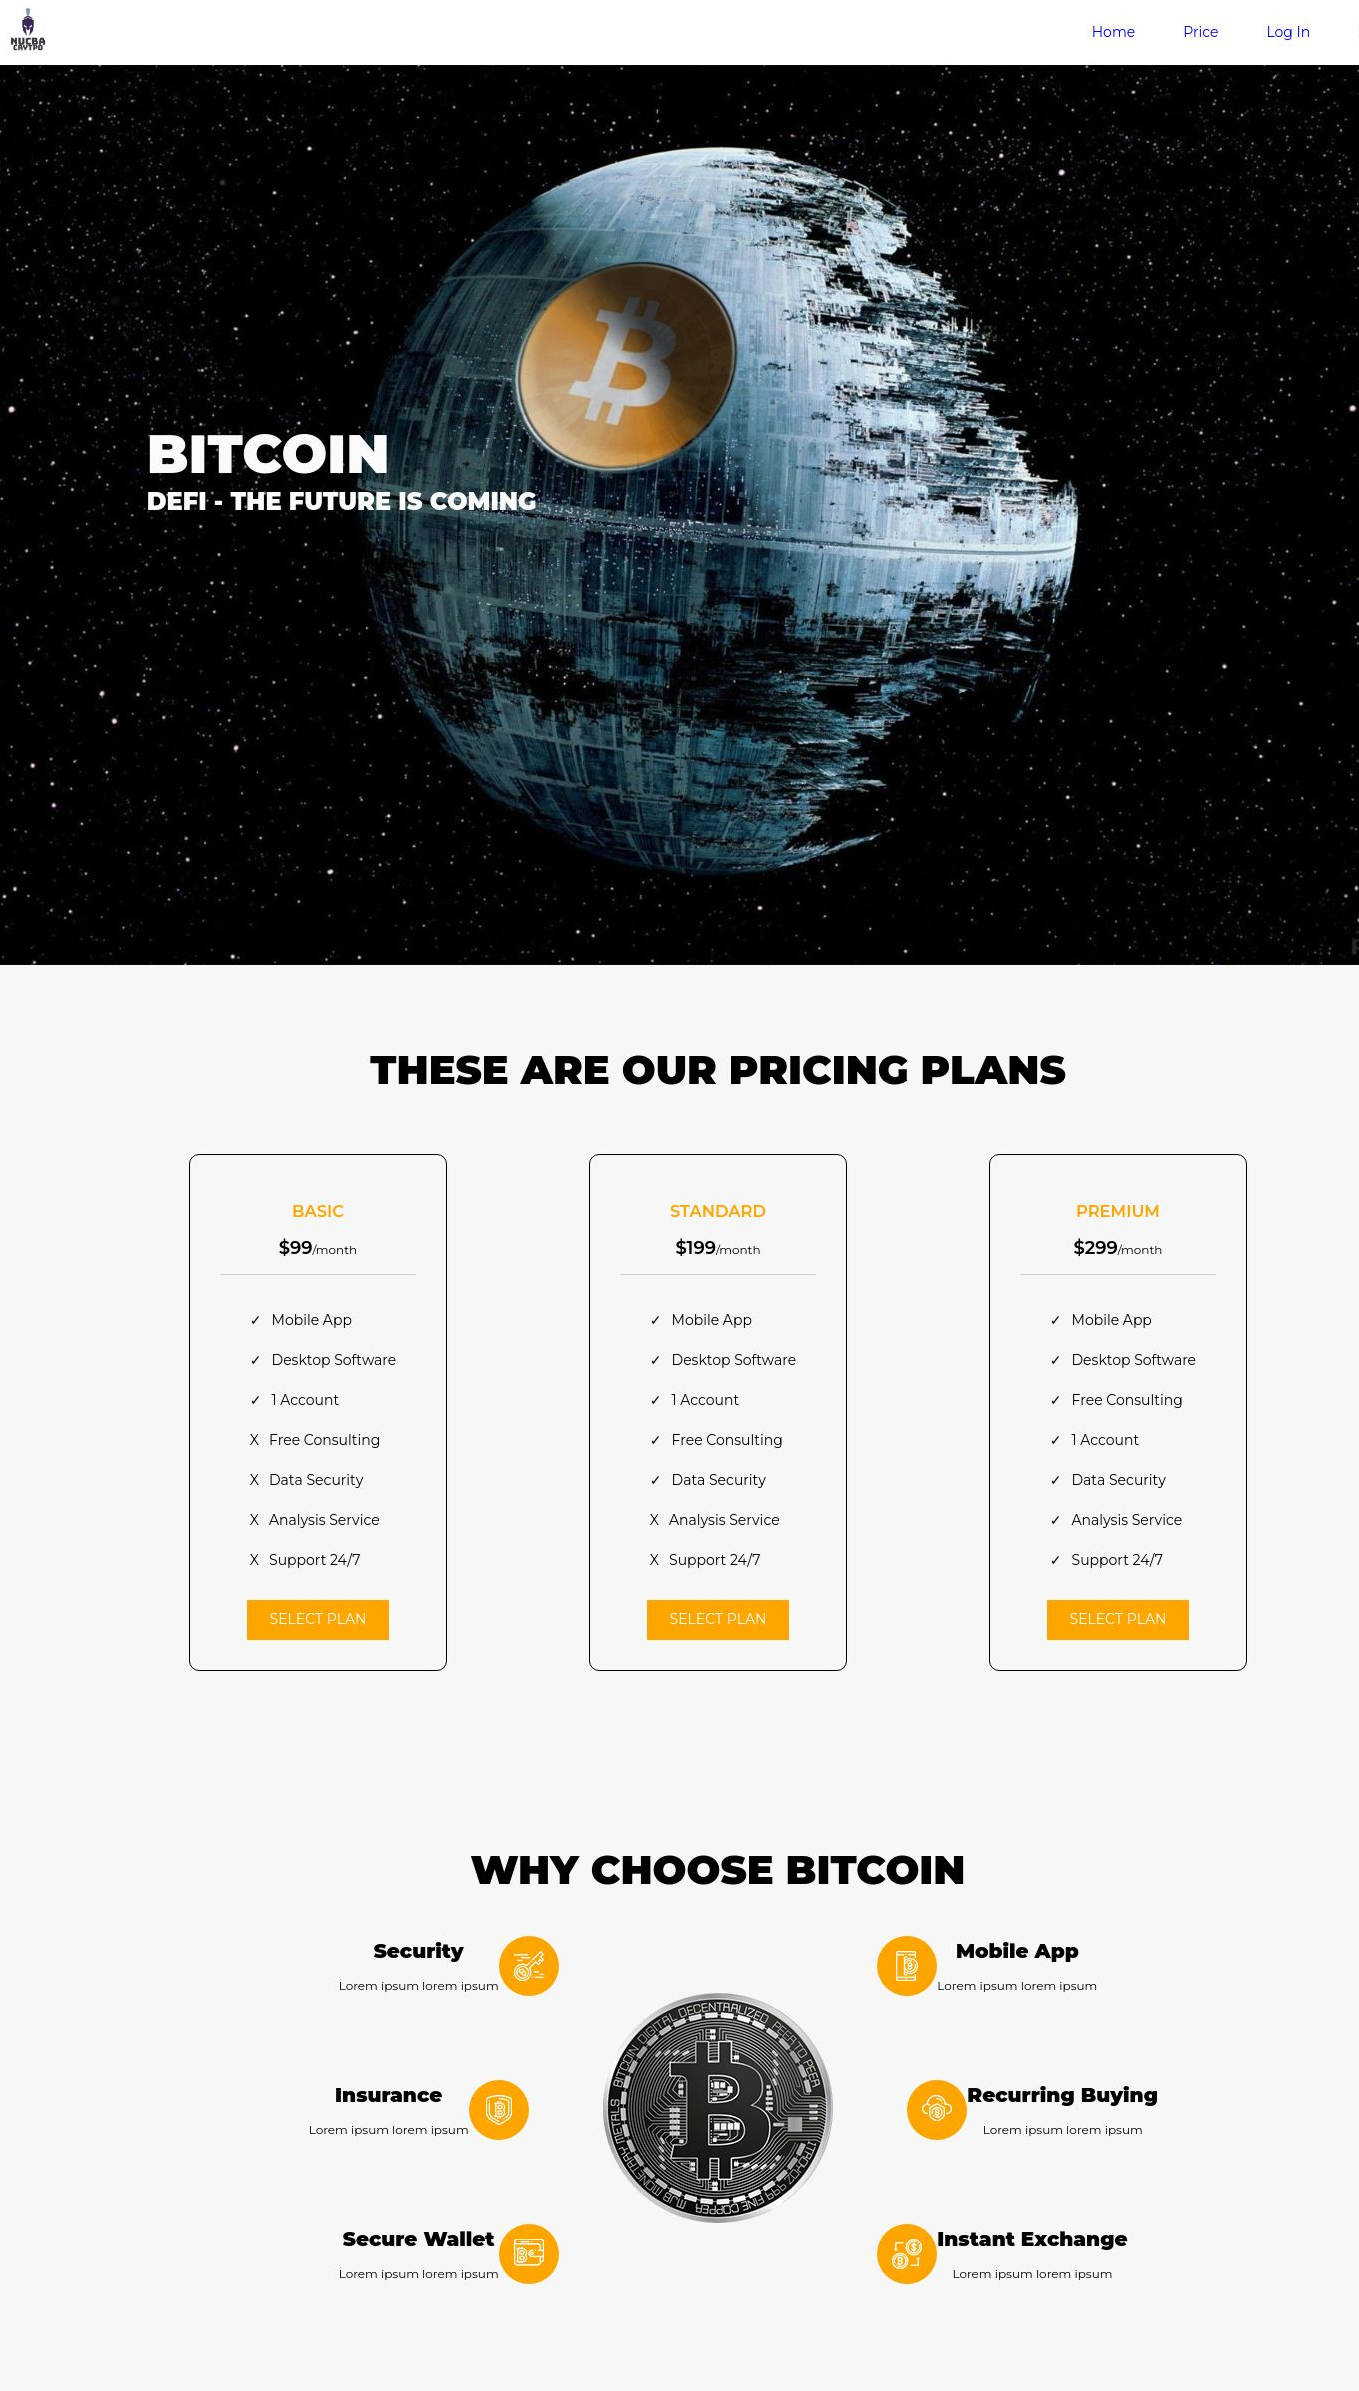 NUCBA
CRYTPO
Home Price Log In
BITCOIN
DEFI - THE FUTURE IS COMING
THESE ARE OUR PRICING PLANS
BASIC
$99/month
✓ Mobile App
✓ Desktop Software
✓ 1 Account
X Free Consulting
X Data Security
X Analysis Service
X Support 24/7
SELECT PLAN
STANDARD
$199/month
✓ Mobile App
✓ Desktop Software
✓ 1 Account
✓ Free Consulting
✓ Data Security
X Analysis Service
X Support 24/7
SELECT PLAN
PREMIUM
$299/month
✓ Mobile App
✓ Desktop Software
✓ Free Consulting
✓ 1 Account
✓ Data Security
✓ Analysis Service
✓ Support 24/7
SELECT PLAN
WHY CHOOSE BITCOIN
Security
Lorem ipsum lorem ipsum
Insurance
Lorem ipsum lorem ipsum
Secure Wallet
Lorem ipsum lorem ipsum
BITCOIN DIGITAL DECENTRALIZED PEER TO PEER
MJB MONETARY METALS
999 FINE COPPER
Mobile App
Lorem ipsum lorem ipsum
Recurring Buying
Lorem ipsum lorem ipsum
Instant Exchange
Lorem ipsum lorem ipsum